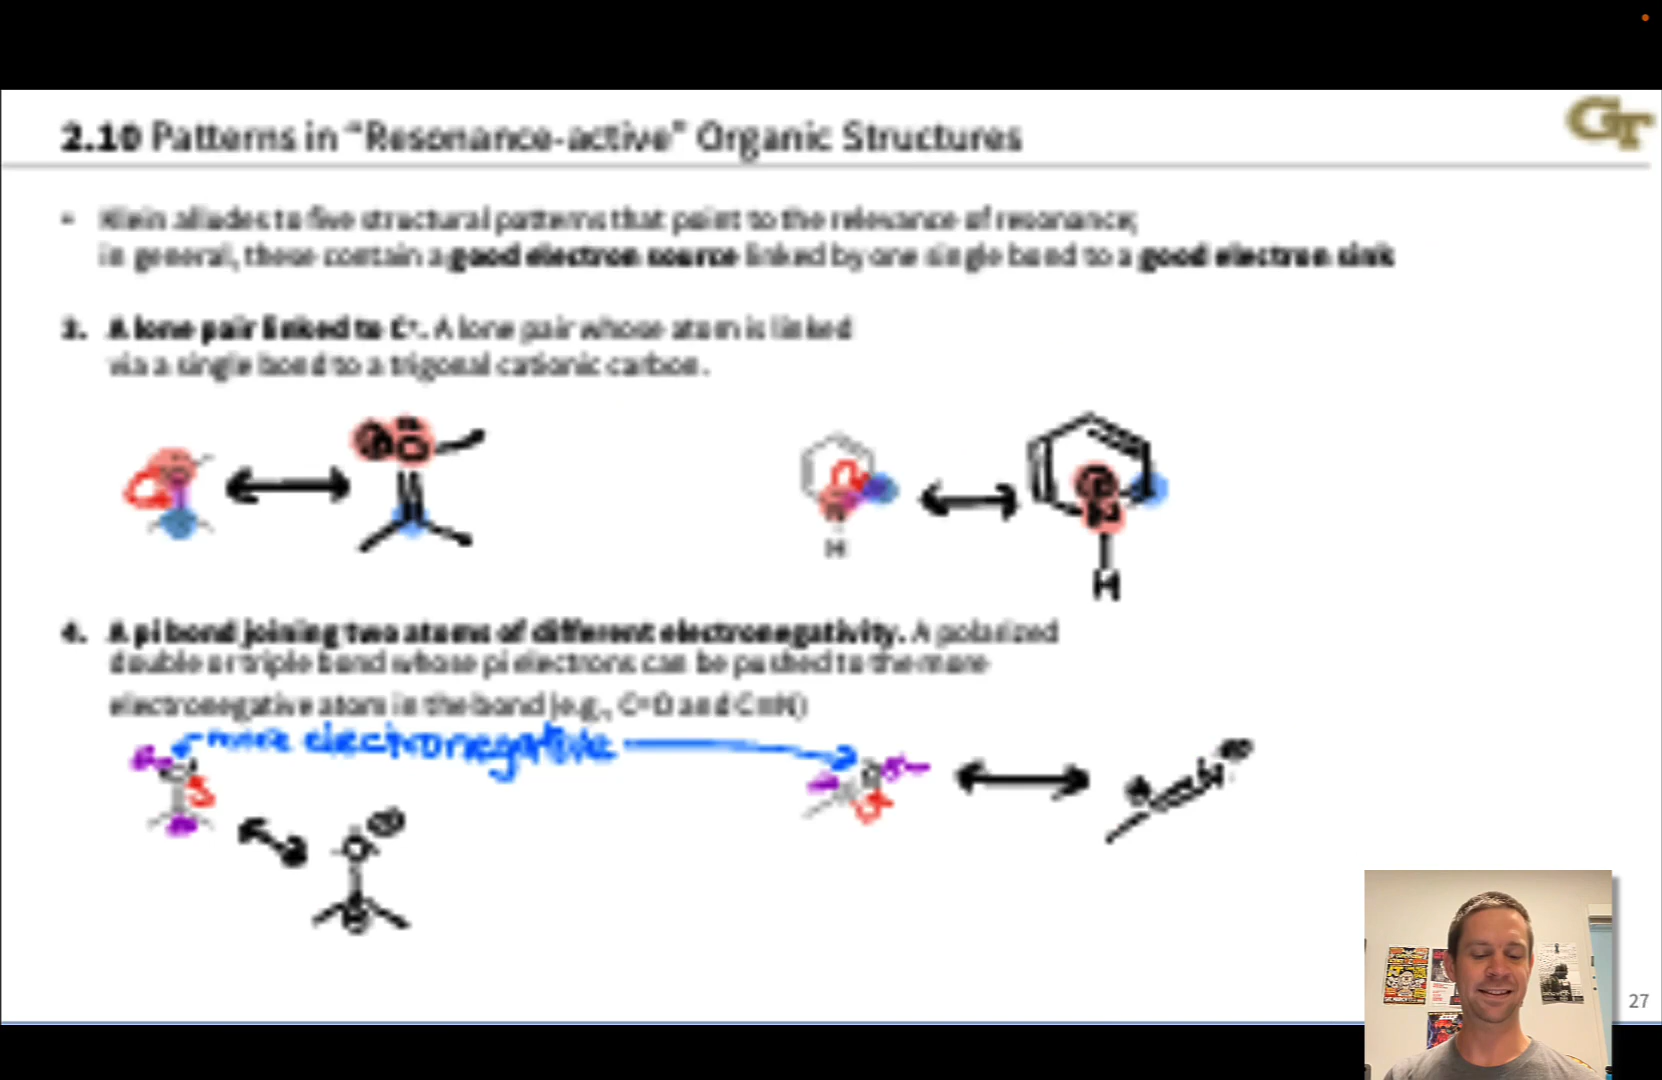 GT
2.10 Patterns in "Resonance-active" Organic Structures
• Klein alludes to five structural patterns that point to the relevance of resonance;
in general, these contain a good electron source linked by one single bond to a good electron sink
3. A lone pair linked to C⁺. A lone pair whose atom is linked
via a single bond to a trigonal cationic carbon.
O
N
H
H
4. A pi bond joining two atoms of different electronegativity. A polarized
double or triple bond whose pi electrons can be pushed to the more
electronegative atom in the bond (e.g., C=O and C≡N)
more electronegative
δ-
O
27